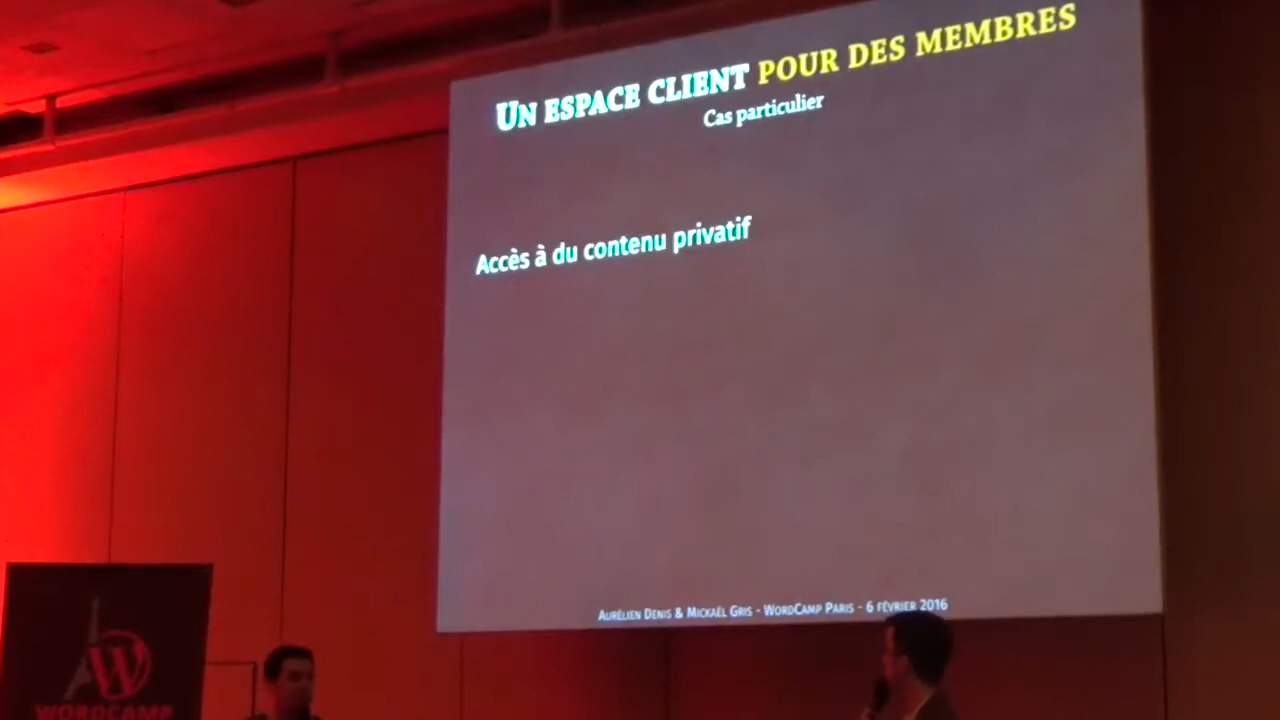 UN ESPACE CLIENT POUR DES MEMBRES
Cas particulier
Accès à du contenu privatif
AURÉLIEN DENIS & MICKAËL GRIS - WORDCAMP PARIS - 6 FÉVRIER 2016
WORDCAMP